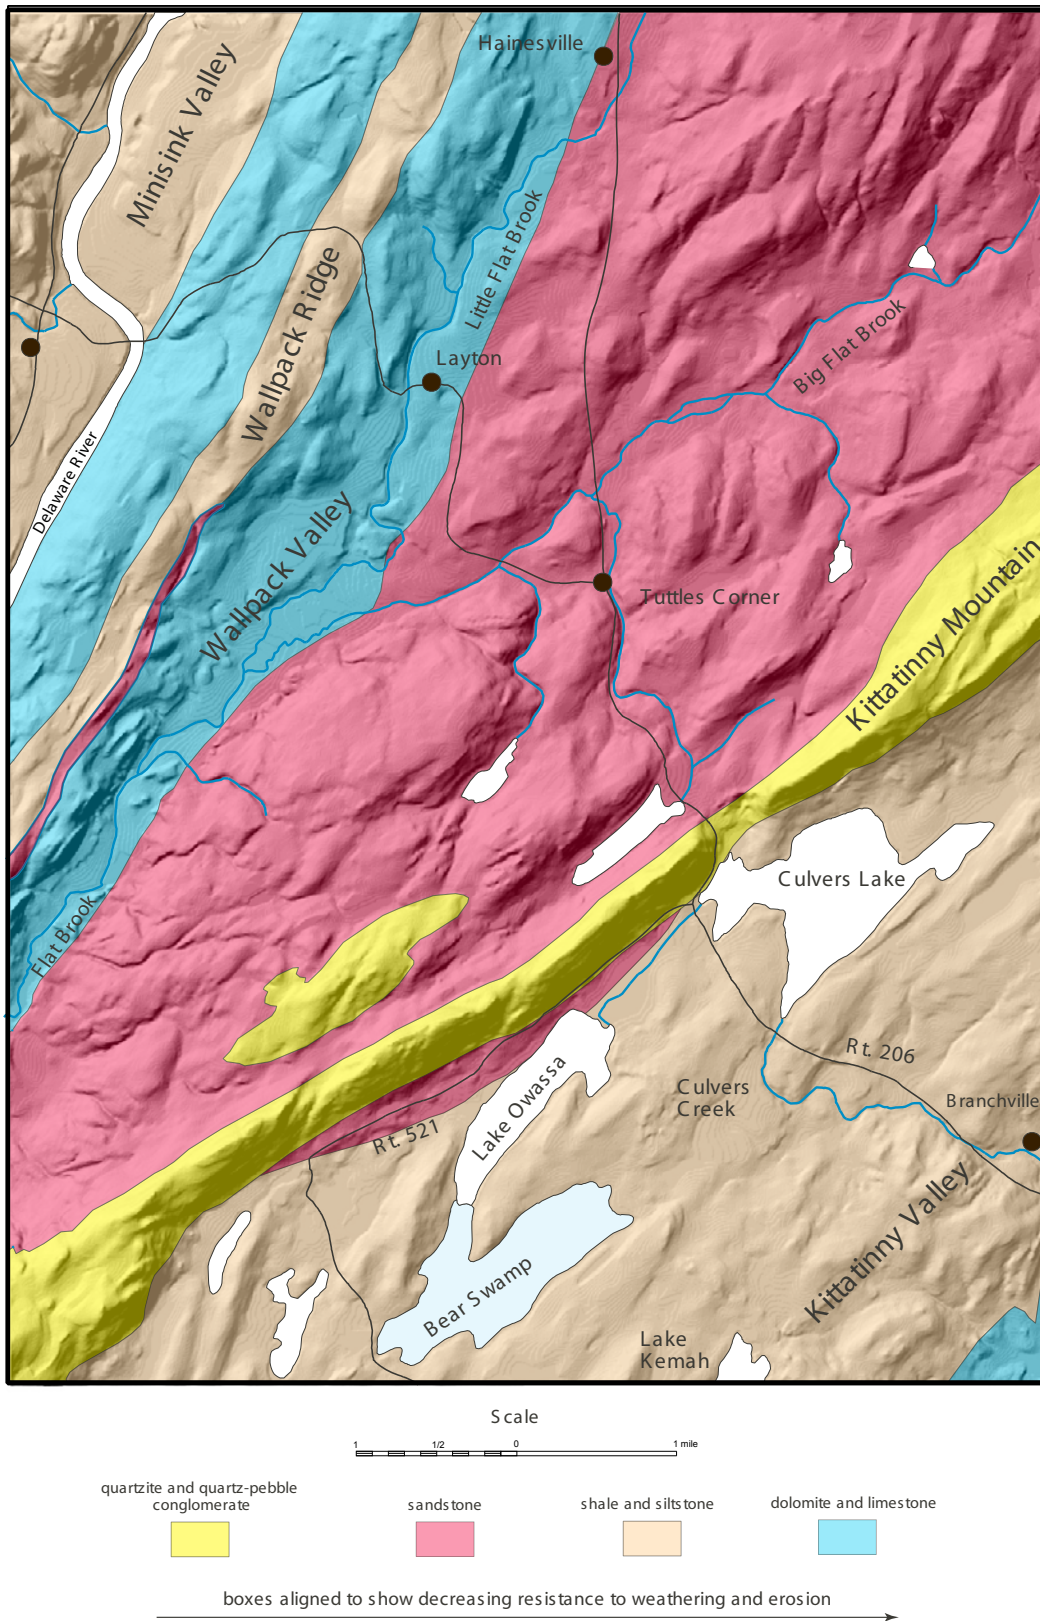 Hainesville
Minisink Valley
Little Flat Brook
Wallpack Ridge
Big Flat Brook
Layton
Delaware River
Wallpack Valley
Tuttles Corner
Kittatinny Mountain
Culvers Lake
Flat Brook
Rt. 206
Lake Owassa
Culvers
Creek
Branchville
Rt. 521
Kittatinny Valley
Bear Swamp
Lake
Kemah
Scale
1 1/2 0 1 mile
quartzite and quartz-pebble
conglomerate
sandstone
shale and siltstone
dolomite and limestone
boxes aligned to show decreasing resistance to weathering and erosion